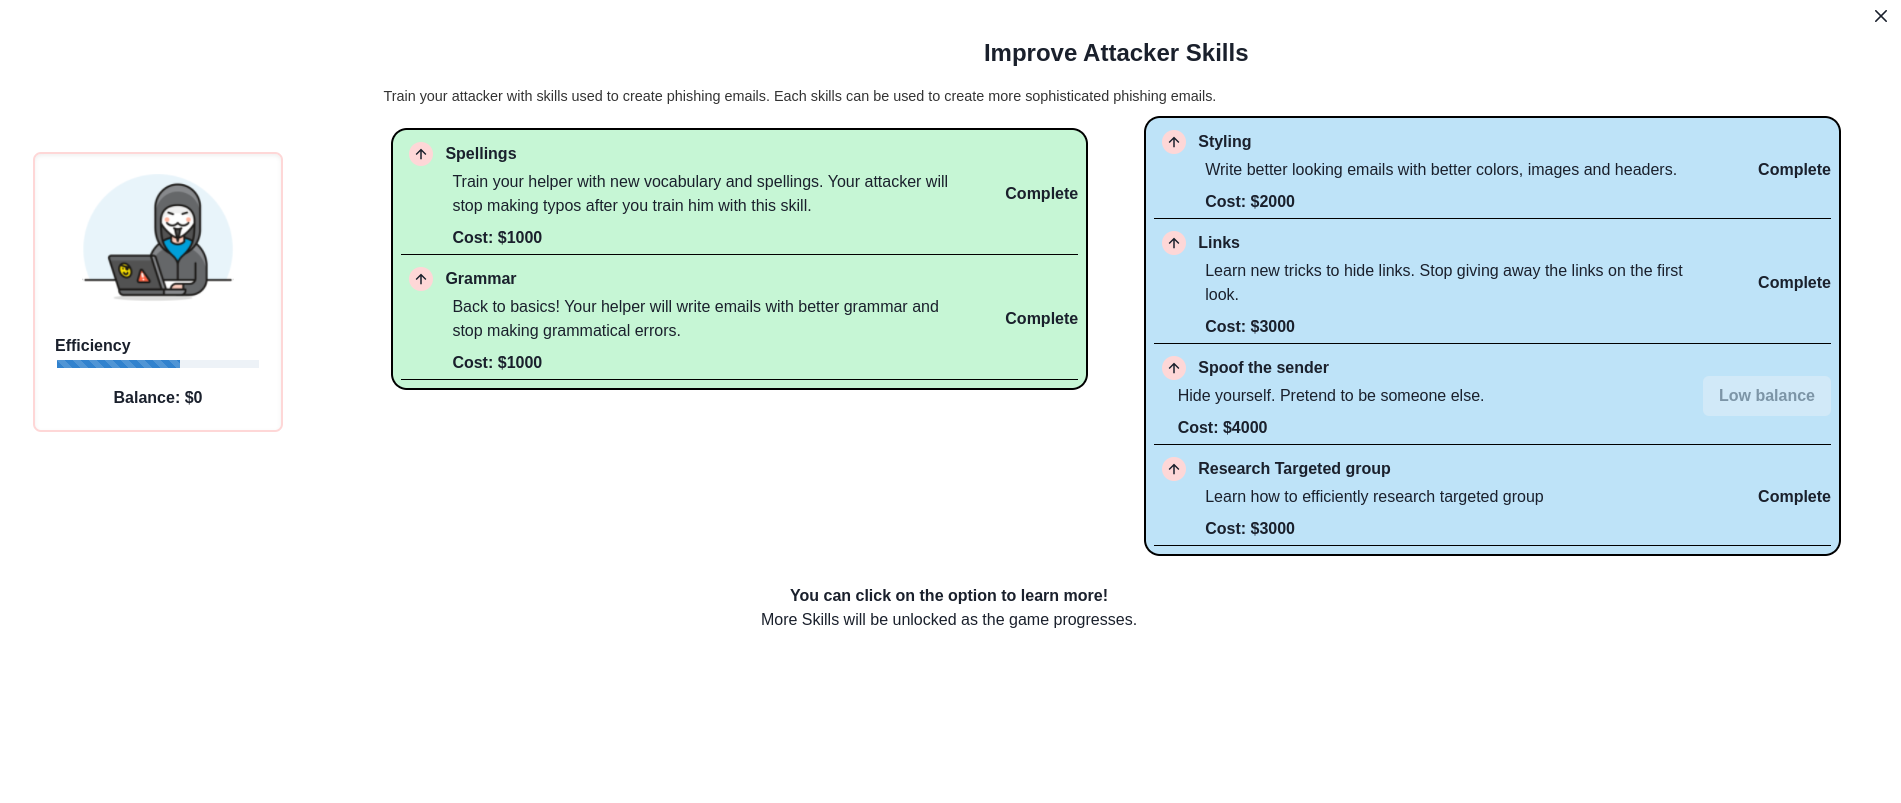 Improve Attacker Skills
Train your attacker with skills used to create phishing emails. Each skills can be used to create more sophisticated phishing emails.
Efficiency
Balance: $0
Spellings
Train your helper with new vocabulary and spellings. Your attacker will
stop making typos after you train him with this skill.
Cost: $1000
Complete
Grammar
Back to basics! Your helper will write emails with better grammar and
stop making grammatical errors.
Cost: $1000
Complete
Styling
Write better looking emails with better colors, images and headers.
Cost: $2000
Complete
Links
Learn new tricks to hide links. Stop giving away the links on the first
look.
Cost: $3000
Complete
Spoof the sender
Hide yourself. Pretend to be someone else.
Cost: $4000
Low balance
Research Targeted group
Learn how to efficiently research targeted group
Cost: $3000
Complete
You can click on the option to learn more!
More Skills will be unlocked as the game progresses.